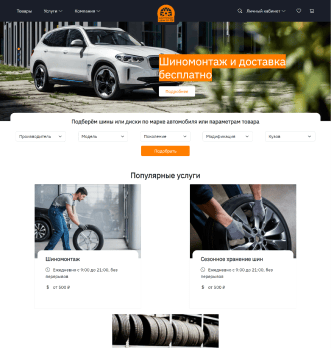 Товары Услуги Компания Личный кабинет
Шиномонтаж и доставка
бесплатно
Подробнее
Подберём шины или диски по марке автомобиля или параметрам товара
Производитель Модель Поколение Модификация Кузов
Подобрать
Популярные услуги
Шиномонтаж
Ежедневно с 9:00 до 21:00, без
перерывов
$ от 500 ₽
Сезонное хранение шин
Ежедневно с 9:00 до 21:00, без
перерывов
$ от 500 ₽